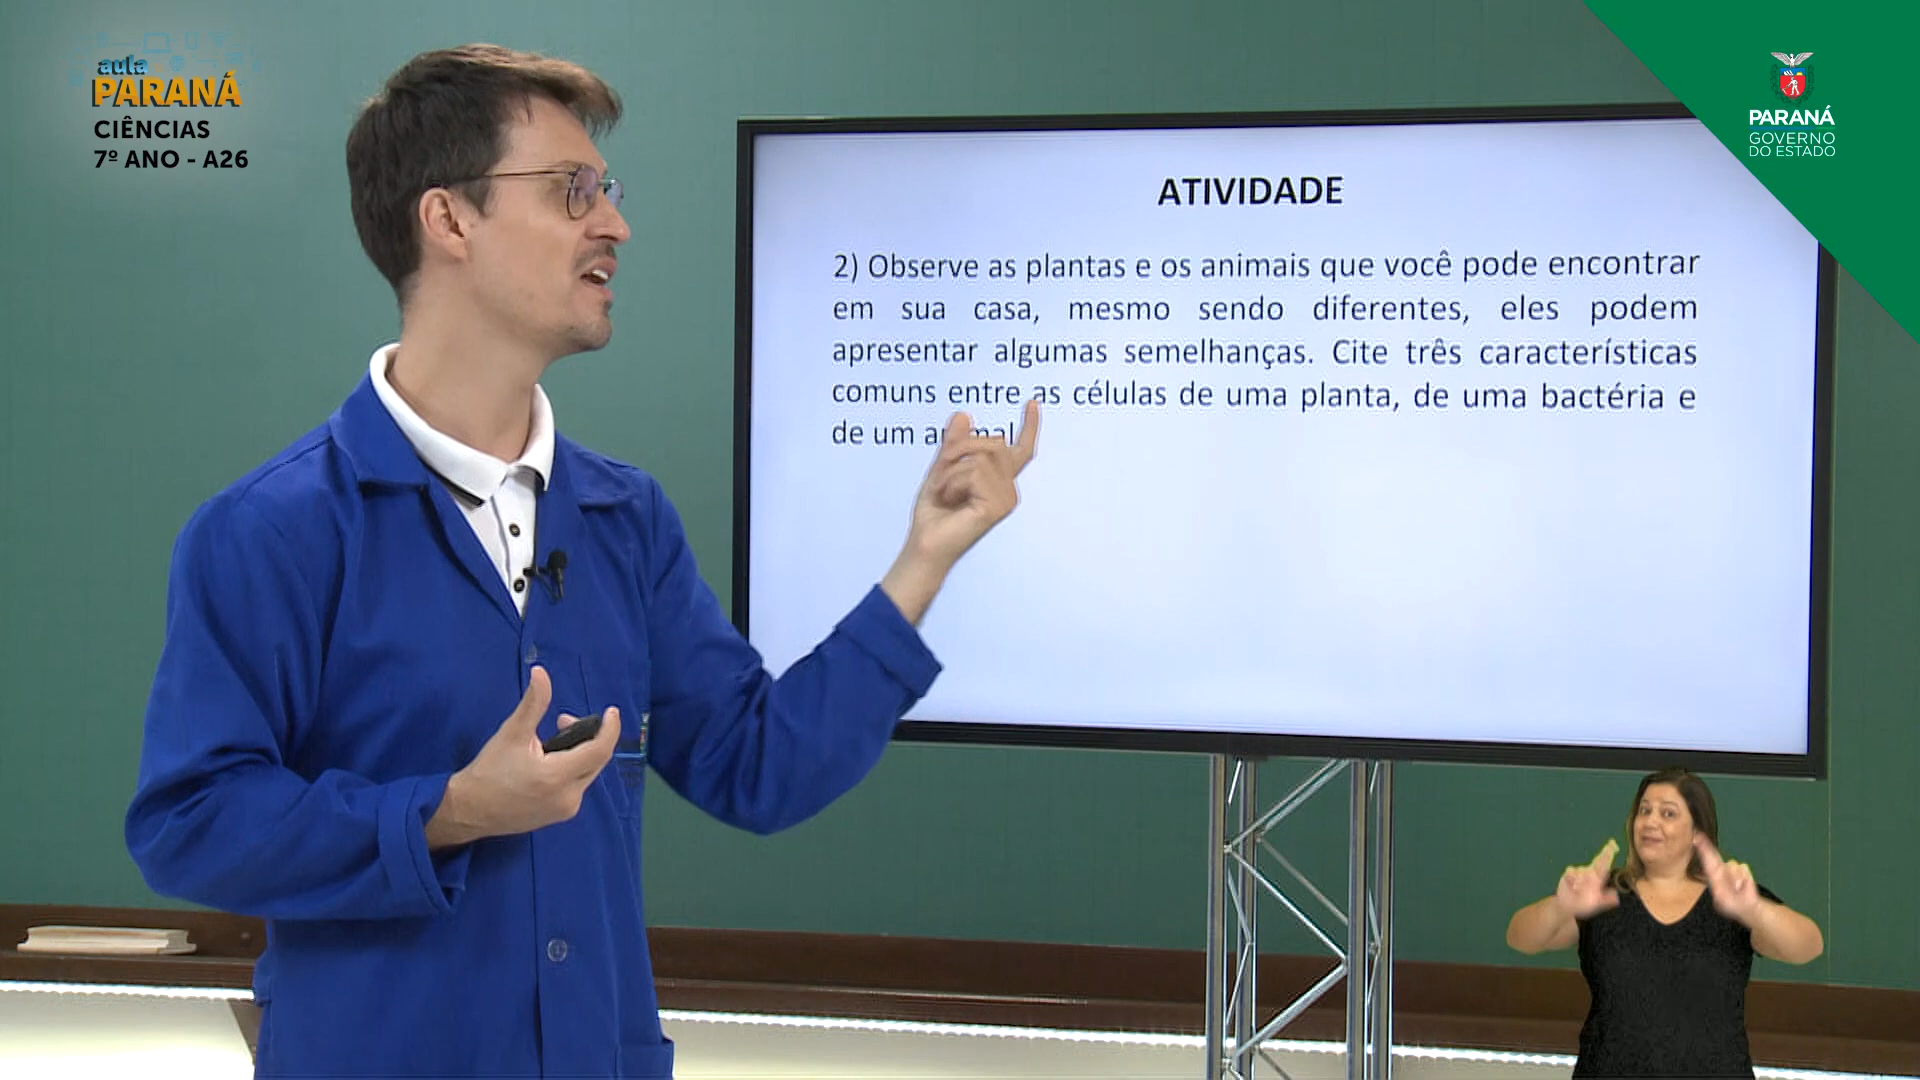 aula
PARANÁ
CIÊNCIAS
7º ANO - A26
PARANÁ
GOVERNO
DO ESTADO
ATIVIDADE
2) Observe as plantas e os animais que você pode encontrar
em sua casa, mesmo sendo diferentes, eles podem
apresentar algumas semelhanças. Cite três características
comuns entre as células de uma planta, de uma bactéria e
de um animal